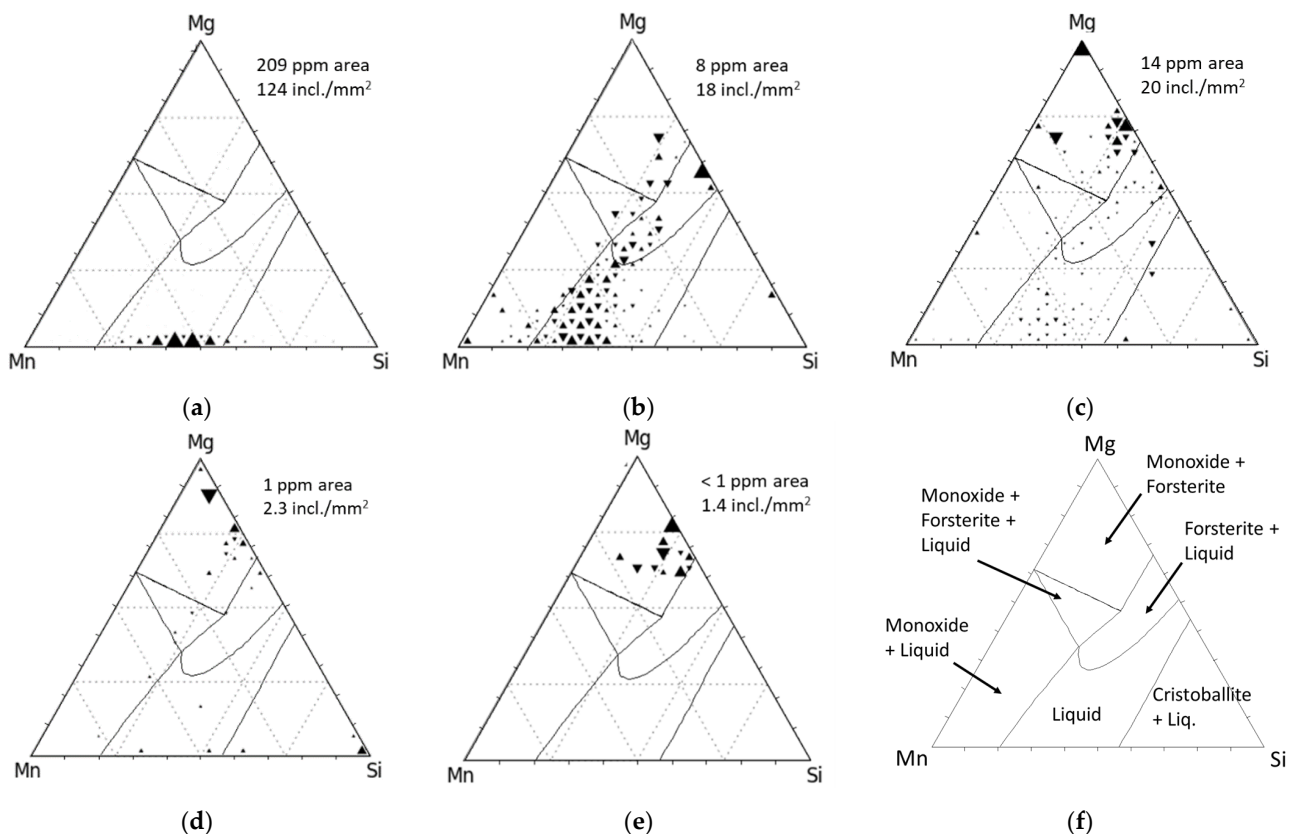 Mg
209 ppm area
124 incl./mm²
Mn
Si
(a)
Mg
8 ppm area
18 incl./mm²
Mn
Si
(b)
Mg
14 ppm area
20 incl./mm²
Mn
Si
(c)
Mg
1 ppm area
2.3 incl./mm²
Mn
Si
(d)
Mg
< 1 ppm area
1.4 incl./mm²
Mn
Si
(e)
Mg
Monoxide +
Forsterite
Monoxide +
Forsterite +
Liquid
Forsterite +
Liquid
Monoxide
+ Liquid
Liquid
Cristoballite
+ Liq.
Mn
Si
(f)